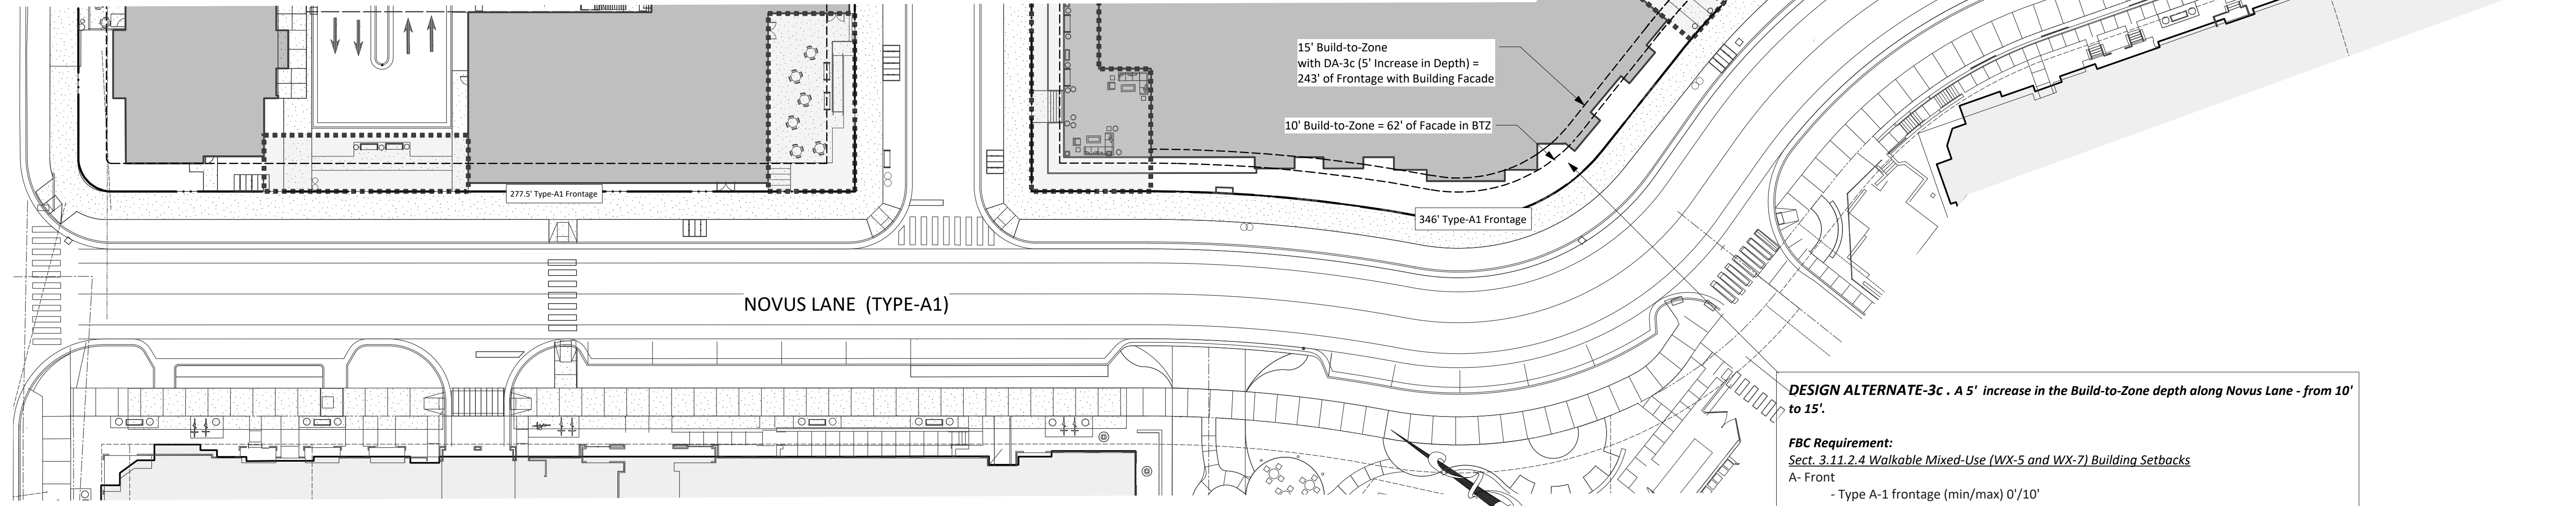 15' Build-to-Zone
with DA-3c (5' Increase in Depth) =
243' of Frontage with Building Facade
10' Build-to-Zone = 62' of Facade in BTZ
277.5' Type-A1 Frontage
346' Type-A1 Frontage
NOVUS LANE (TYPE-A1)
DESIGN ALTERNATE-3c . A 5' increase in the Build-to-Zone depth along Novus Lane - from 10'
to 15'.
FBC Requirement:
Sect. 3.11.2.4 Walkable Mixed-Use (WX-5 and WX-7) Building Setbacks
A- Front
- Type A-1 frontage (min/max) 0'/10'